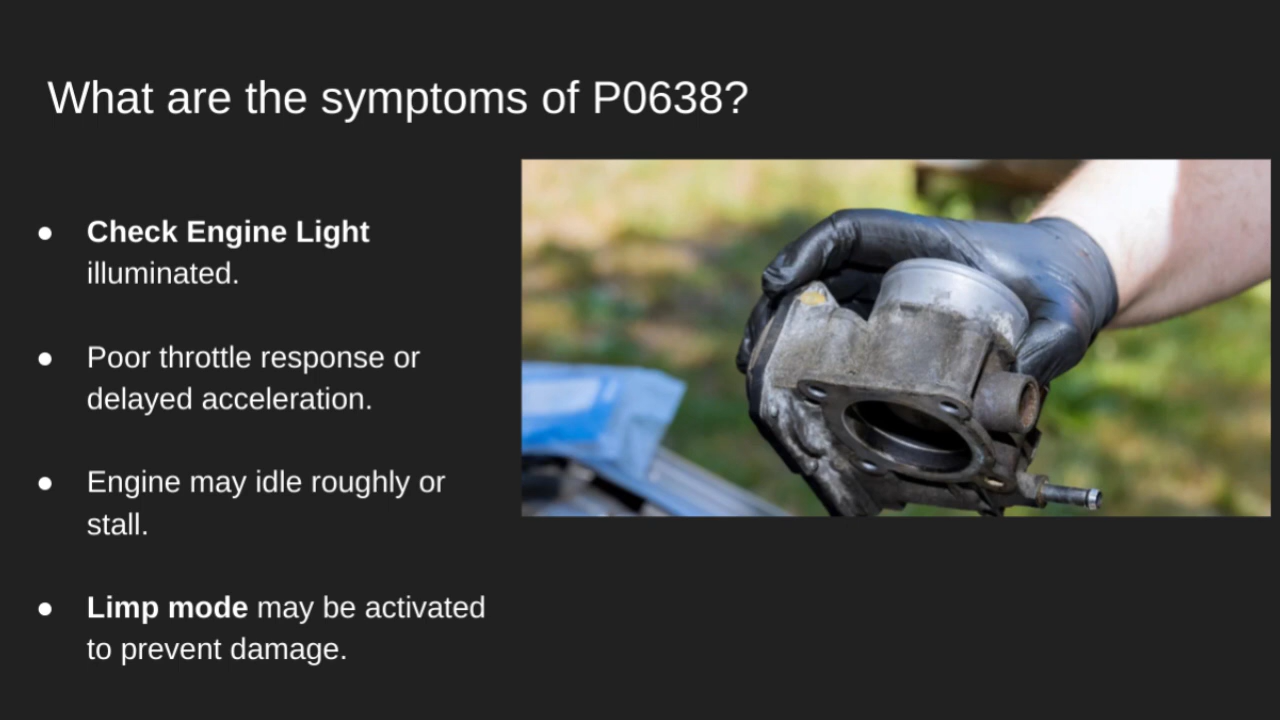 What are the symptoms of P0638?
● Check Engine Light
illuminated.
● Poor throttle response or
delayed acceleration.
● Engine may idle roughly or
stall.
● Limp mode may be activated
to prevent damage.